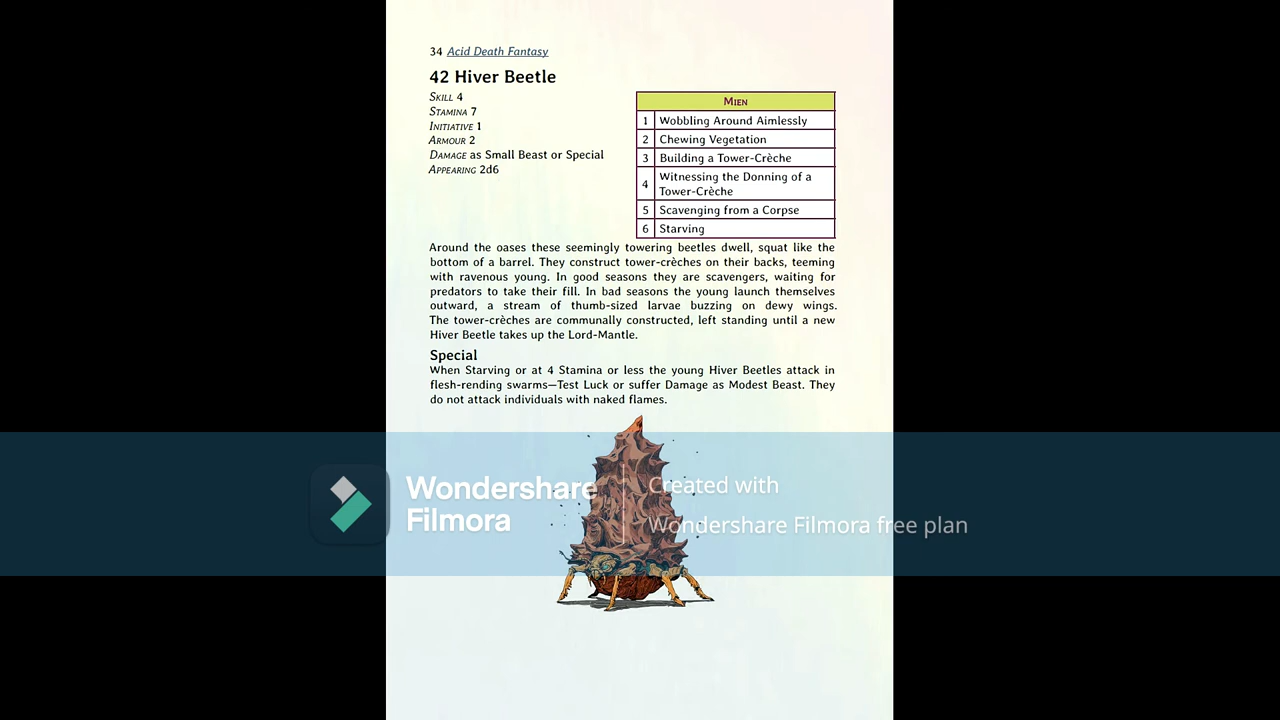 34 Acid Death Fantasy
42 Hiver Beetle
SKILL 4
STAMINA 7
INITIATIVE 1
ARMOUR 2
DAMAGE as Small Beast or Special
APPEARING 2d6
MIEN
1 Wobbling Around Aimlessly
2 Chewing Vegetation
3 Building a Tower-Crèche
4 Witnessing the Donning of a
Tower-Crèche
5 Scavenging from a Corpse
6 Starving
Around the oases these seemingly towering beetles dwell, squat like the
bottom of a barrel. They construct tower-crèches on their backs, teeming
with ravenous young. In good seasons they are scavengers, waiting for
predators to take their fill. In bad seasons the young launch themselves
outward, a stream of thumb-sized larvae buzzing on dewy wings.
The tower-crèches are communally constructed, left standing until a new
Hiver Beetle takes up the Lord-Mantle.
Special
When Starving or at 4 Stamina or less the young Hiver Beetles attack in
flesh-rending swarms—Test Luck or suffer Damage as Modest Beast. They
do not attack individuals with naked flames.
Wondershare
Filmora
Created with
Wondershare Filmora free plan